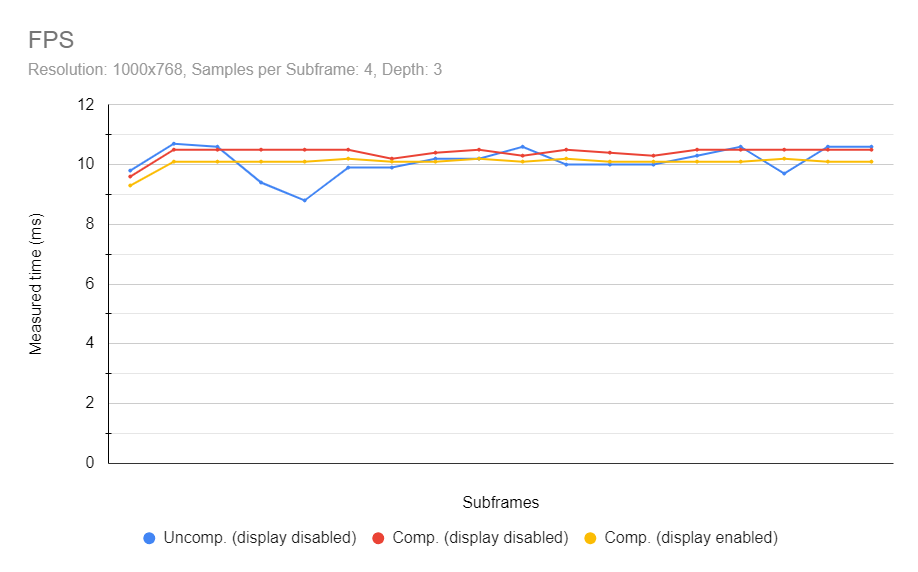 FPS
Resolution: 1000x768, Samples per Subframe: 4, Depth: 3
12
10
8
6
4
2
0
Measured time (ms)
Subframes
Uncomp. (display disabled) Comp. (display disabled) Comp. (display enabled)